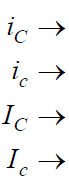 i_C →
i_c →
I_C →
I_c →